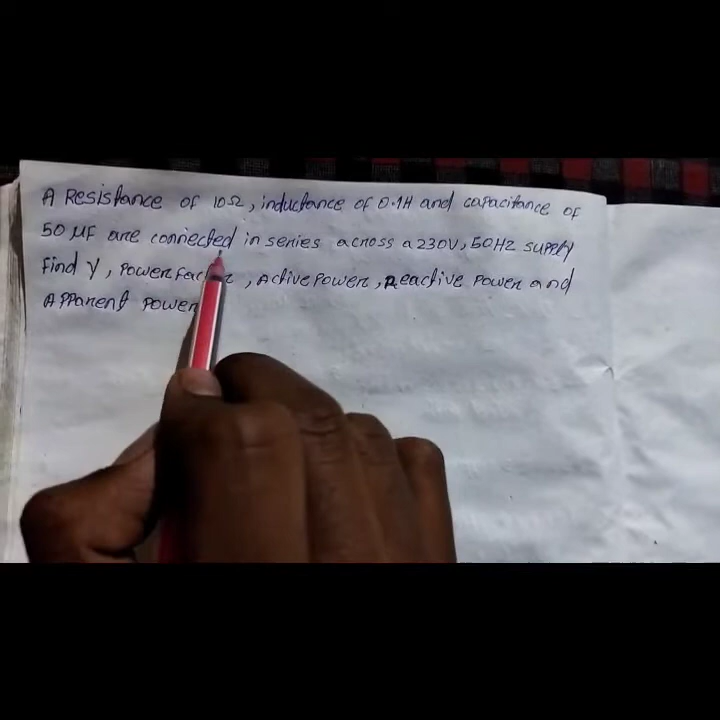 A Resistance of 10Ω, inductance of 0.1H and capacitance of
50 μF are connected in series across a 230V, 50Hz supply
Find Y, Power , Active Power, Reactive Power and
Apparent Power